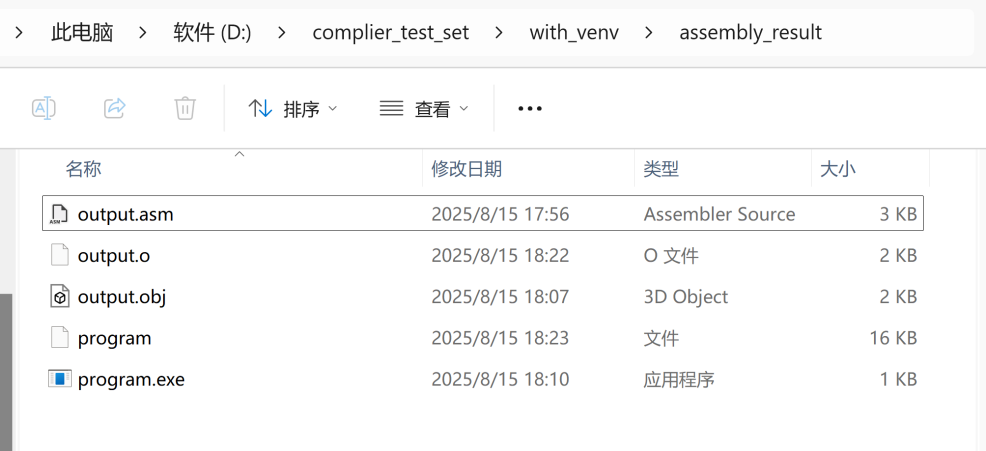 此电脑 软件 (D:) complier_test_set with_venv assembly_result
A 排序 查看
名称 修改日期 类型 大小
output.asm 2025/8/15 17:56 Assembler Source 3 KB
output.o 2025/8/15 18:22 O 文件 2 KB
output.obj 2025/8/15 18:07 3D Object 2 KB
program 2025/8/15 18:23 文件 16 KB
program.exe 2025/8/15 18:10 应用程序 1 KB